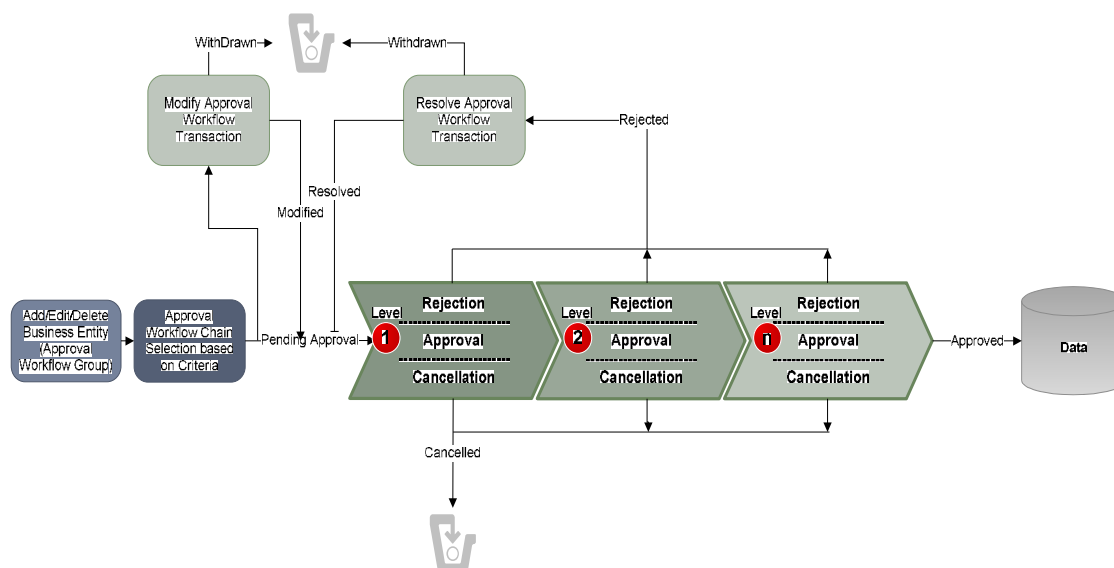 WithDrawn
Withdrawn
Modify Approval
Workflow
Transaction
Resolve Approval
Workflow
Transaction
Rejected
Resolved
Modified
Add/Edit/Delete
Business Entity
(Approval
Workflow Group)
Approval
Workflow Chain
Selection based
on Criteria
Pending Approval
Level
1
Rejection
Approval
Cancellation
Level
2
Rejection
Approval
Cancellation
Level
n
Rejection
Approval
Cancellation
Approved
Data
Cancelled